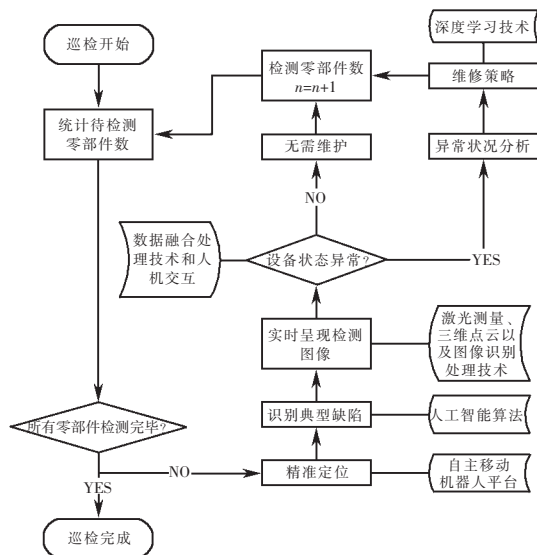 巡检开始
统计待检测
零部件数
检测零部件数
n=n+1
深度学习技术
维修策略
无需维护
异常状况分析
NO
数据融合处
理技术和人
机交互
设备状态异常?
YES
实时呈现检测
图像
激光测量、
三维点云以
及图像识别
处理技术
所有零部件检测完毕?
识别典型缺陷
人工智能算法
NO
精准定位
自主移动
机器人平台
YES
巡检完成